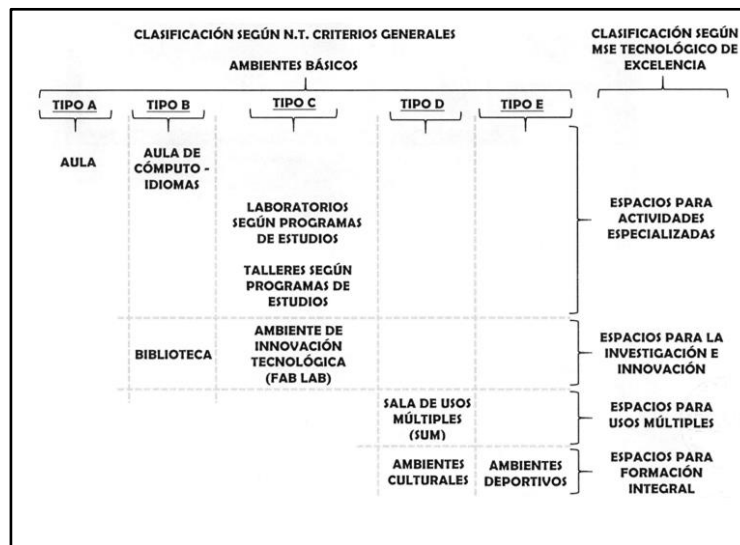 CLASIFICACIÓN SEGÚN N.T. CRITERIOS GENERALES
CLASIFICACIÓN SEGÚN
MSE TECNOLÓGICO DE
EXCELENCIA
AMBIENTES BÁSICOS
TIPO A
TIPO B
TIPO C
TIPO D
TIPO E
AULA
AULA DE
CÓMPUTO -
IDIOMAS
LABORATORIOS
SEGÚN PROGRAMAS
DE ESTUDIOS
TALLERES SEGÚN
PROGRAMAS DE
ESTUDIOS
ESPACIOS PARA
ACTIVIDADES
ESPECIALIZADAS
BIBLIOTECA
AMBIENTE DE
INNOVACIÓN
TECNOLÓGICA
(FAB LAB)
ESPACIOS PARA LA
INVESTIGACIÓN E
INNOVACIÓN
SALA DE USOS
MÚLTIPLES
(SUM)
ESPACIOS PARA
USOS MÚLTIPLES
AMBIENTES
CULTURALES
AMBIENTES
DEPORTIVOS
ESPACIOS PARA
FORMACIÓN
INTEGRAL